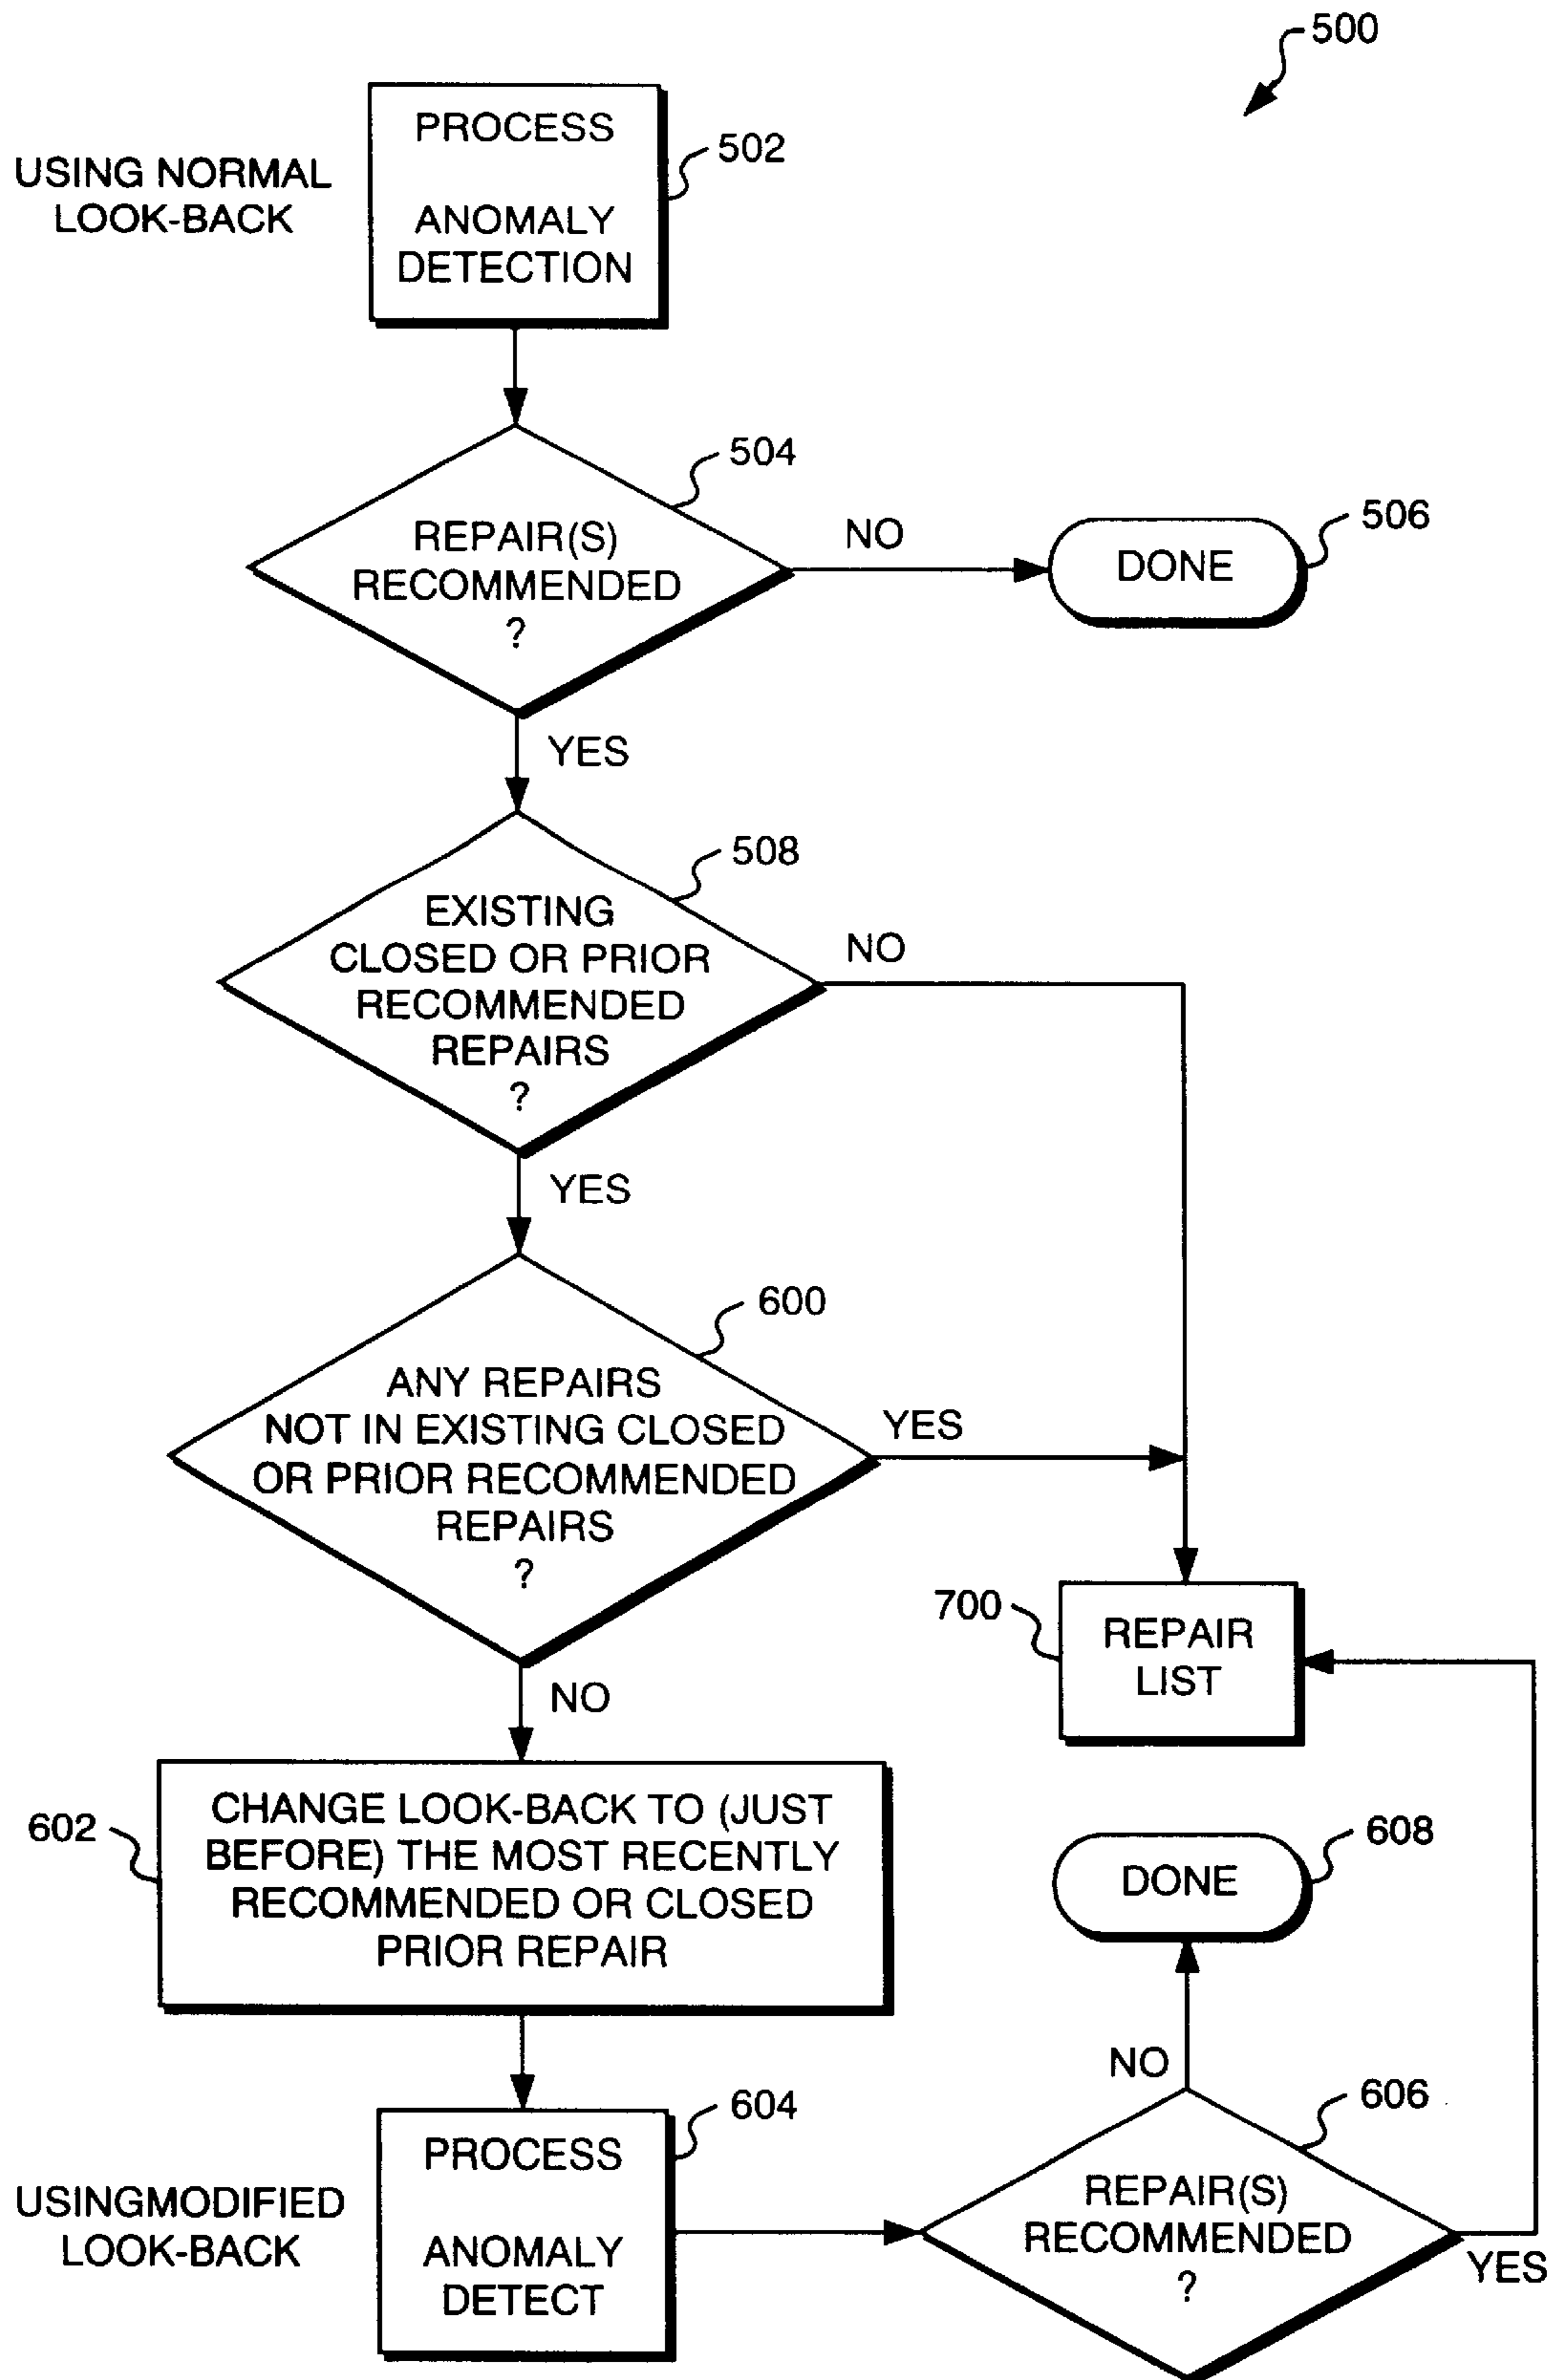 500
PROCESS
ANOMALY
DETECTION
502
USING NORMAL
LOOK-BACK
504
REPAIR(S)
RECOMMENDED
?
NO
DONE
506
YES
508
EXISTING
CLOSED OR PRIOR
RECOMMENDED
REPAIRS
?
NO
YES
600
ANY REPAIRS
NOT IN EXISTING CLOSED
OR PRIOR RECOMMENDED
REPAIRS
?
YES
700
REPAIR
LIST
NO
602
CHANGE LOOK-BACK TO (JUST
BEFORE) THE MOST RECENTLY
RECOMMENDED OR CLOSED
PRIOR REPAIR
DONE
608
NO
604
PROCESS
ANOMALY
DETECT
USINGMODIFIED
LOOK-BACK
606
REPAIR(S)
RECOMMENDED
?
YES